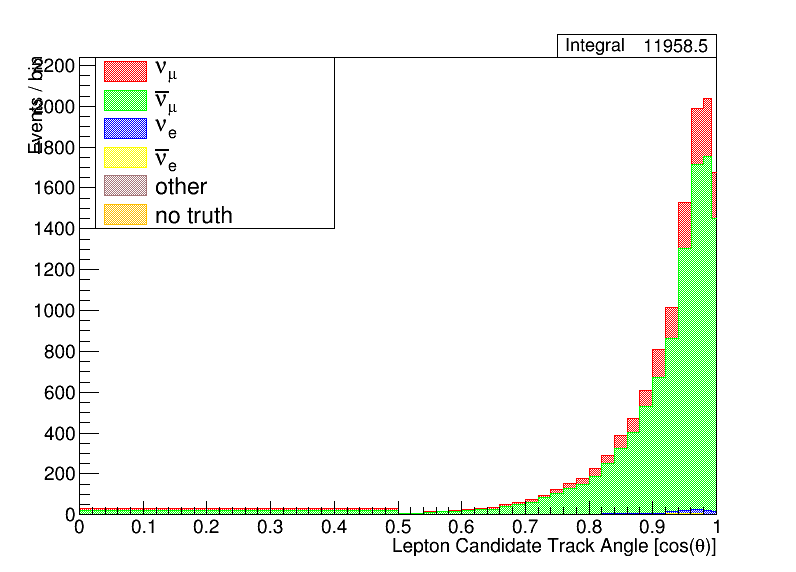 Integral 11958.5
Events / bin
2200
2000
1800
1600
1400
1200
1000
800
600
400
200
0
ν_μ
ν̅_μ
ν_e
ν̅_e
other
no truth
0 0.1 0.2 0.3 0.4 0.5 0.6 0.7 0.8 0.9 1
Lepton Candidate Track Angle [cos(θ)]